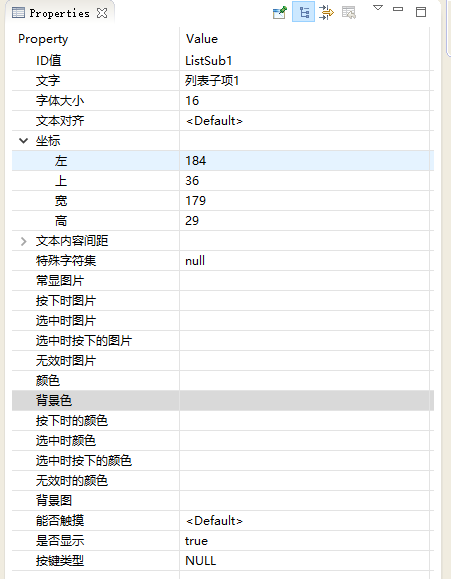 Properties
Property Value
ID值 ListSub1
文字 列表子项1
字体大小 16
文本对齐 <Default>
坐标
左 184
上 36
宽 179
高 29
文本内容间距
特殊字符集 null
常显图片
按下时图片
选中时图片
选中时按下的图片
无效时图片
颜色
背景色
按下时的颜色
选中时颜色
选中时按下的颜色
无效时的颜色
背景图
能否触摸 <Default>
是否显示 true
按键类型 NULL